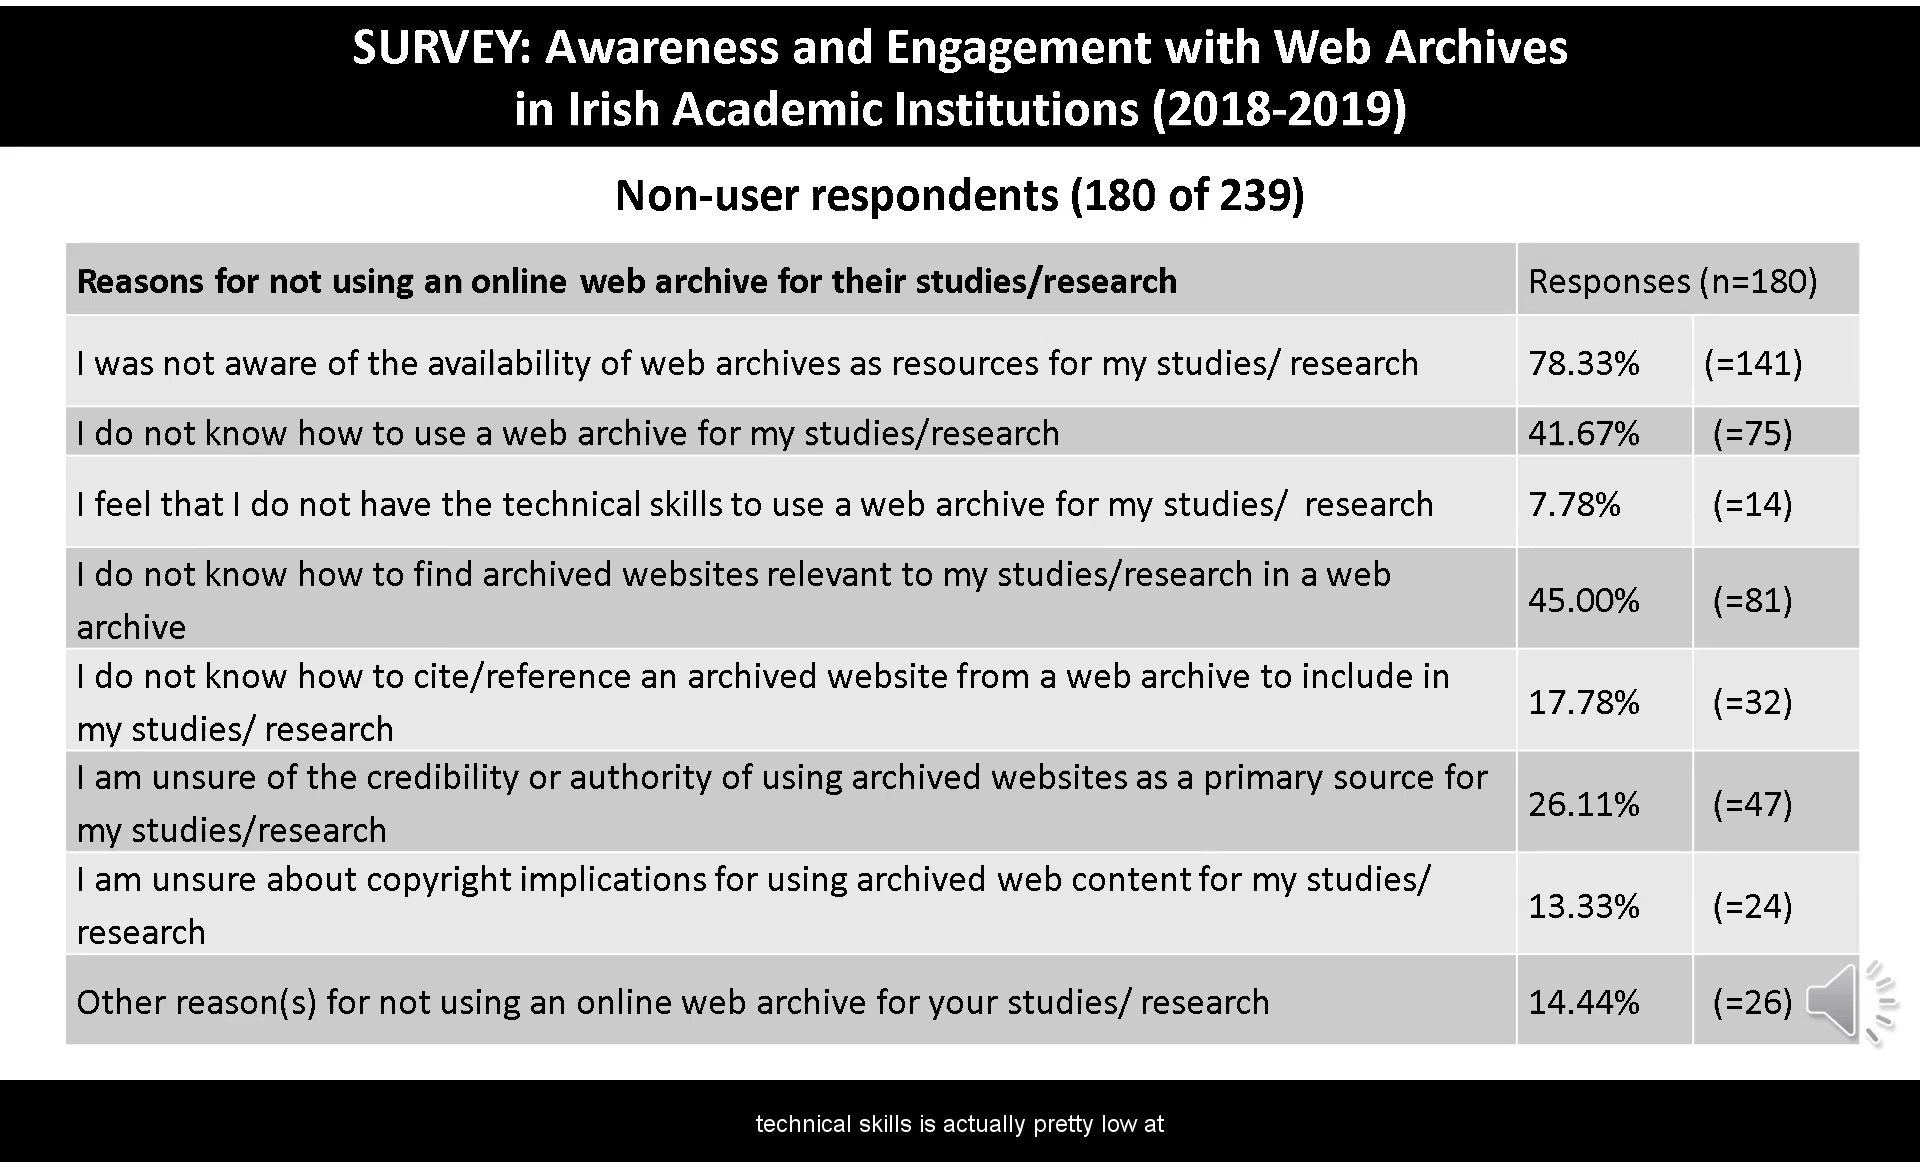 SURVEY: Awareness and Engagement with Web Archives
in Irish Academic Institutions (2018-2019)
Non-user respondents (180 of 239)
Reasons for not using an online web archive for their studies/research Responses (n=180)
I was not aware of the availability of web archives as resources for my studies/ research 78.33% (=141)
I do not know how to use a web archive for my studies/research 41.67% (=75)
I feel that I do not have the technical skills to use a web archive for my studies/ research 7.78% (=14)
I do not know how to find archived websites relevant to my studies/research in a web
archive 45.00% (=81)
I do not know how to cite/reference an archived website from a web archive to include in
my studies/ research 17.78% (=32)
I am unsure of the credibility or authority of using archived websites as a primary source for
my studies/research 26.11% (=47)
I am unsure about copyright implications for using archived web content for my studies/
research 13.33% (=24)
Other reason(s) for not using an online web archive for your studies/ research 14.44% (=26)
technical skills is actually pretty low at